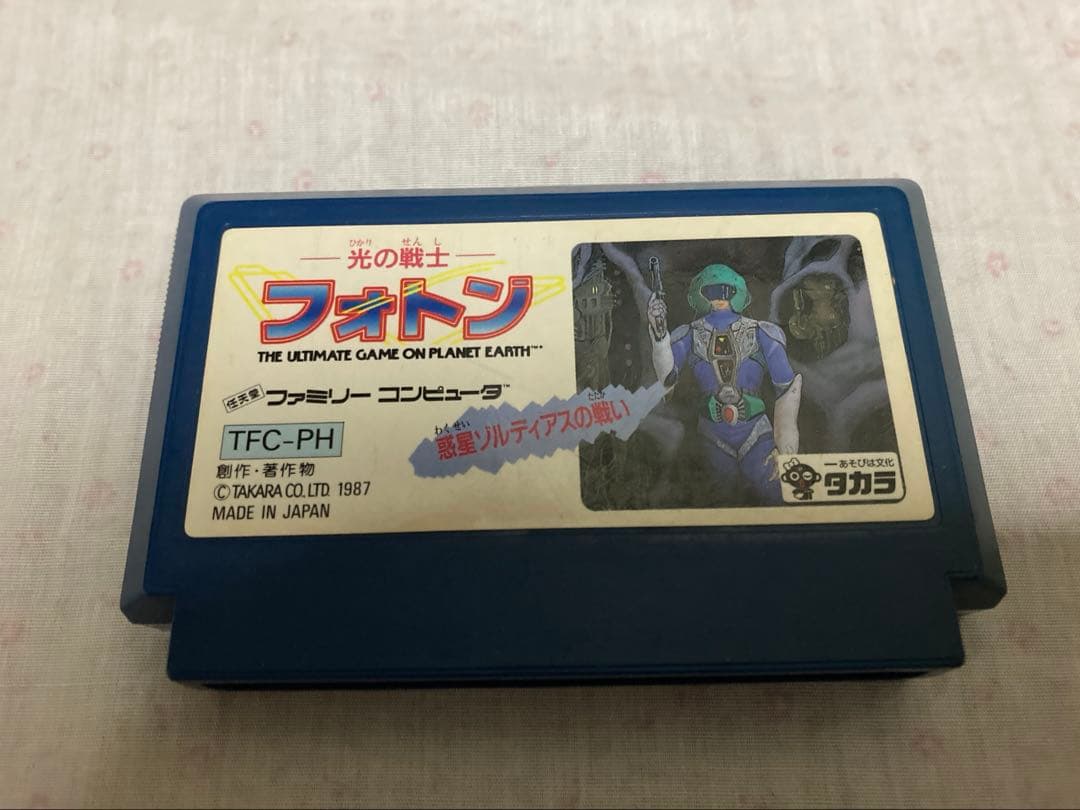 ひかり せんし
光の戦士
フォトン
THE ULTIMATE GAME ON PLANET EARTH™
任天堂 ファミリー コンピュータ™
TFC-PH
創作・著作物
©TAKARA CO.,LTD. 1987
MADE IN JAPAN
わくせい たたか
惑星ゾルディアスの戦い
あそびは文化
タカラ